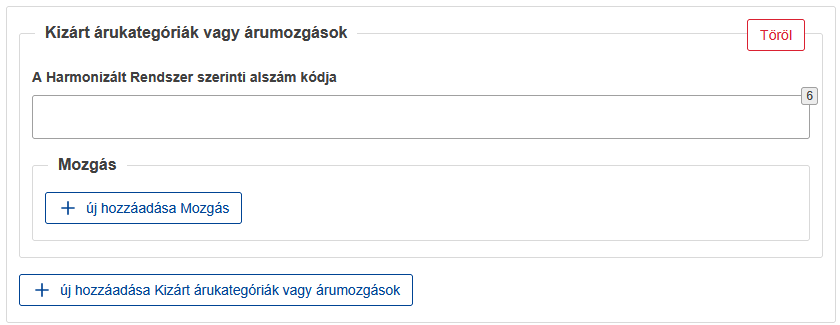 Kizárt árukategóriák vagy árumozgások
Töröl
A Harmonizált Rendszer szerinti alszám kódja
6
Mozgás
új hozzáadása Mozgás
új hozzáadása Kizárt árukategóriák vagy árumozgások